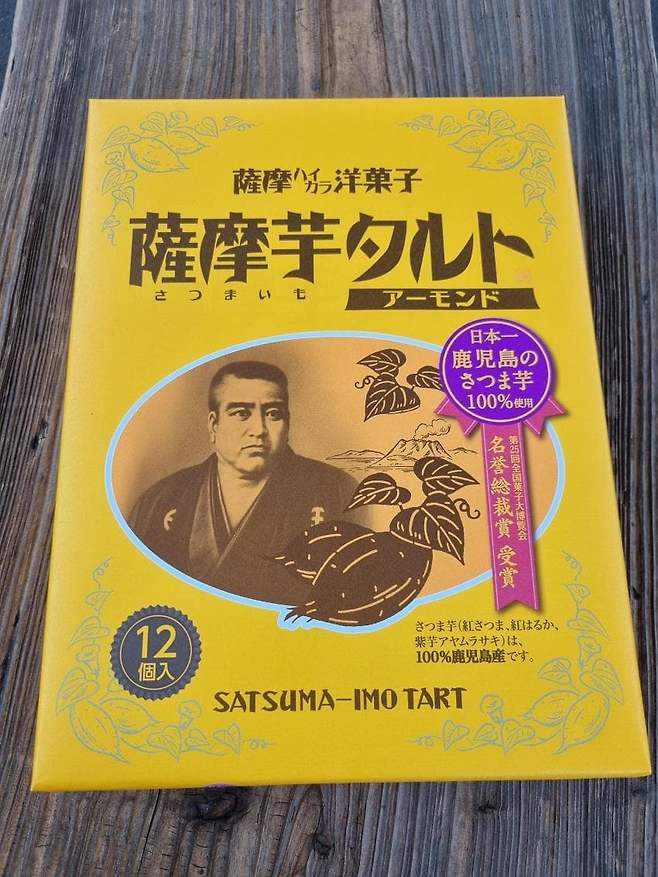 薩摩ハイカラ洋菓子
薩摩芋タルト
さつまいも
アーモンド
日本一
鹿児島の
さつま芋
100%使用
第25回全国菓子大博覧会
名誉総裁賞 受賞
さつま芋(紅さつま、紅はるか、
紫芋アヤムラサキ)は、
100%鹿児島産です。
12
個入
SATSUMA-IMO TART